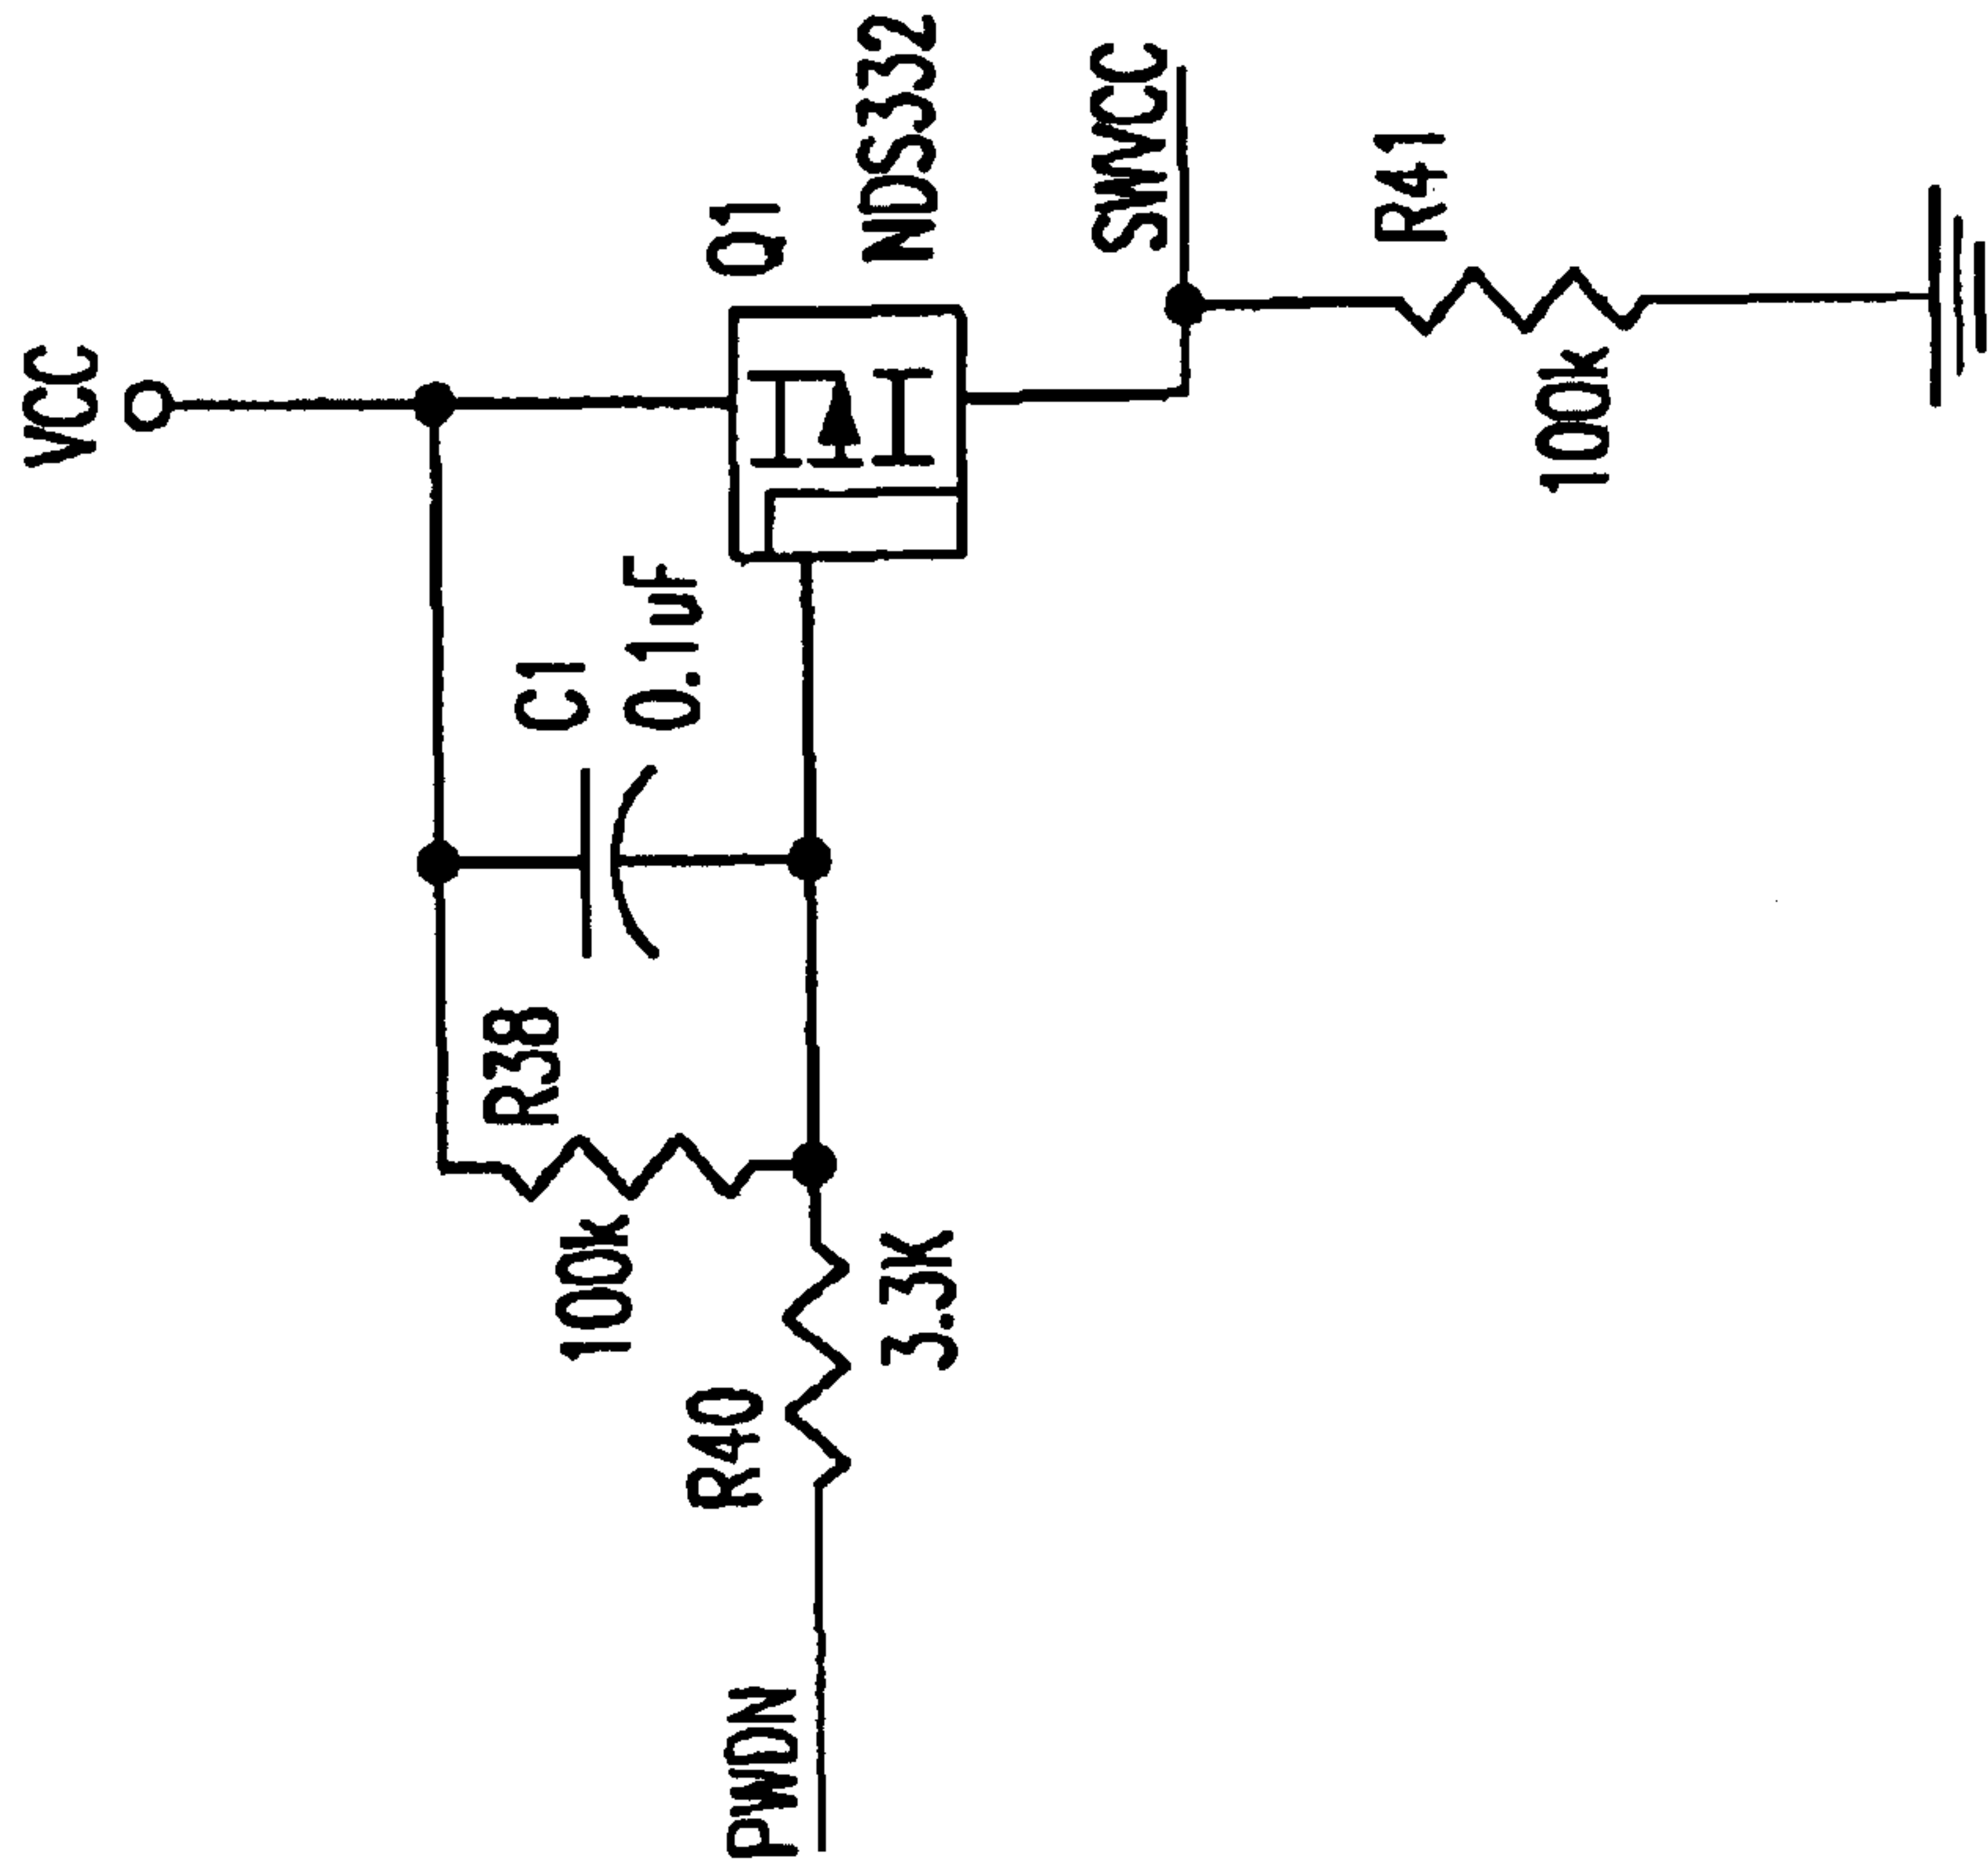 VCC
Q1
NDS332
C1
0.1uF
SWVCC
R38
100k
R40
3.3K
PWDN
R41
100k